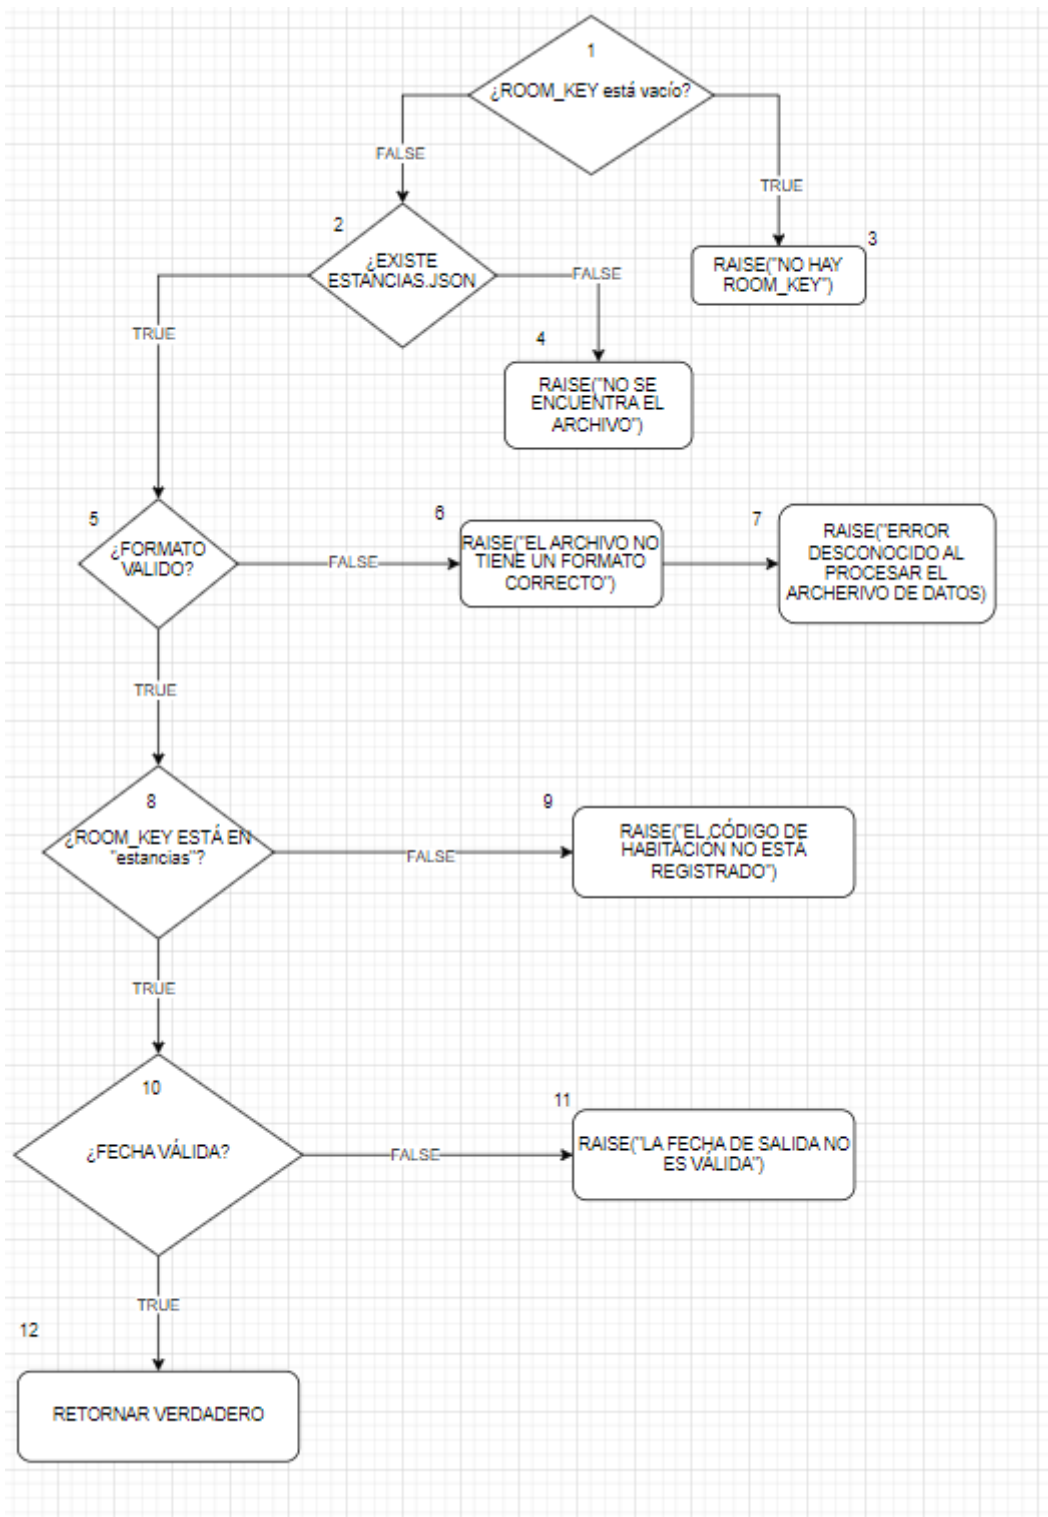 1
¿ROOM_KEY está vacío?
FALSE
TRUE
2
¿EXISTE
ESTANCIAS.JSON
3
RAISE("NO HAY
ROOM_KEY")
FALSE
TRUE
4
RAISE("NO SE
ENCUENTRA EL
ARCHIVO")
5
¿FORMATO
VALIDO?
FALSE
6
RAISE("EL ARCHIVO NO
TIENE UN FORMATO
CORRECTO")
7
RAISE("ERROR
DESCONOCIDO AL
PROCESAR EL
ARCHERIVO DE DATOS)
TRUE
8
¿ROOM_KEY ESTÁ EN
"estancias"?
FALSE
9
RAISE("EL CÓDIGO DE
HABITACIÓN NO ESTÁ
REGISTRADO")
TRUE
10
¿FECHA VÁLIDA?
FALSE
11
RAISE("LA FECHA DE SALIDA NO
ES VÁLIDA")
TRUE
12
RETORNAR VERDADERO